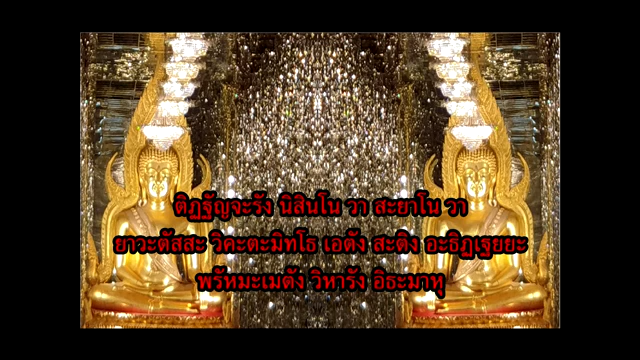 ติฏฐัญจะรัง นิสินโน วา สะยาโน วา
ยาวะตัสสะ วิคะตะมิทโธ เอตัง สะติง อะธิฏเฐยยะ
พรัหมะเมตัง วิหารัง อิธะมาหุ